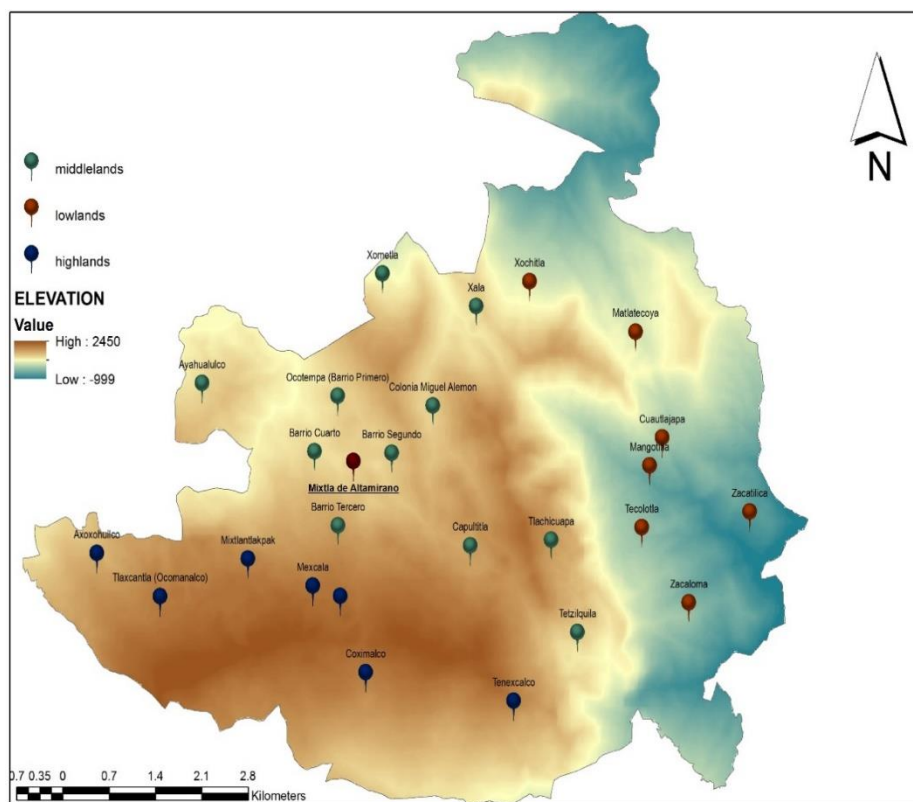 N
middlelands
lowlands
highlands
ELEVATION
Value
High : 2450
Low : -999
Xometla
Xochitla
Xala
Matlatecoya
Ayahualulco
Ocotempa (Barrio Primero)
Colonia Miguel Alemon
Cuautlajapa
Barrio Cuarto
Barrio Segundo
Mangotitla
Mixtla de Altamirano
Zacatilica
Barrio Tercero
Capultitla
Tlachicuapa
Tecolotla
Axoxohuilco
Mixtlantlakpak
Tlaxcantla (Ocomanalco)
Mexcala
Zacaloma
Tetzilquila
Coximalco
Tenexcalco
0.7 0.35 0 0.7 1.4 2.1 2.8
Kilometers